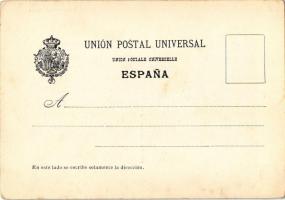 UNIÓN POSTAL UNIVERSAL
UNION POSTALE UNIVERSELLE
ESPAÑA
A
En este lado se escribe solamente la dirección.